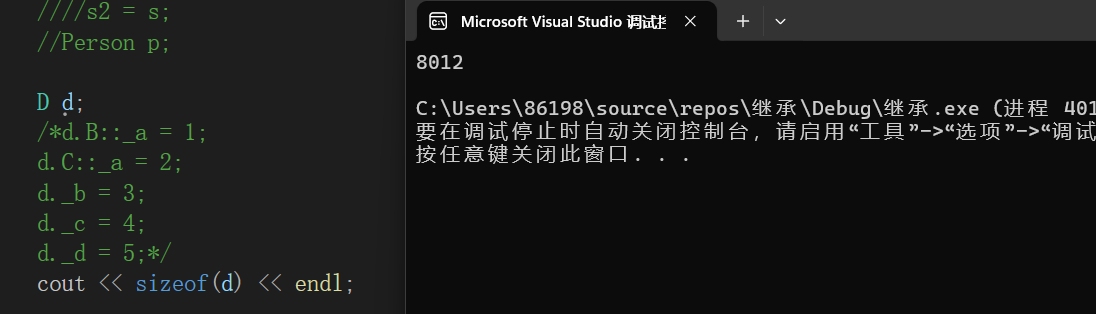 ////s2 = s;
//Person p;
D d;
/*d.B::_a = 1;
d.C::_a = 2;
d._b = 3;
d._c = 4;
d._d = 5;*/
cout << sizeof(d) << endl;
Microsoft Visual Studio 调试
8012
C:\Users\86198\source\repos\继承\Debug\继承.exe (进程 401
要在调试停止时自动关闭控制台，请启用“工具”->“选项”->“调试
按任意键关闭此窗口. . .